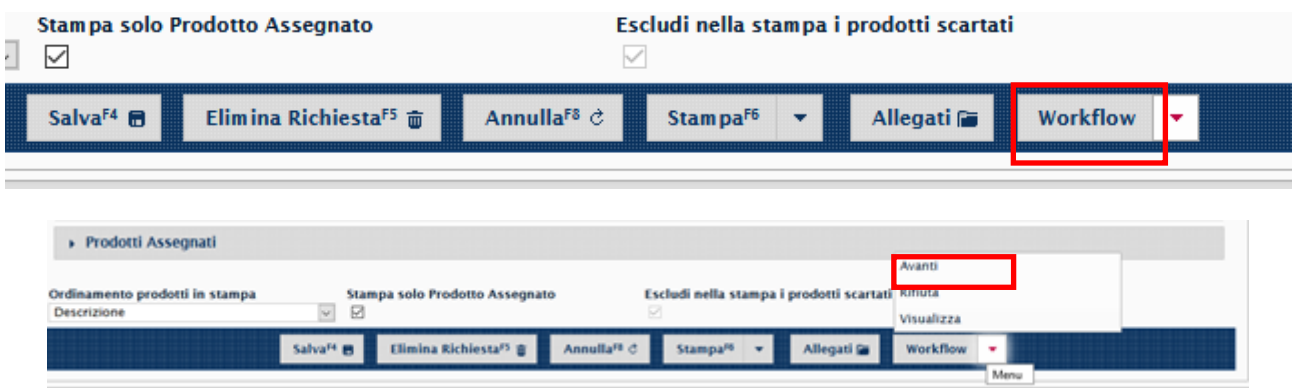 Stampa solo Prodotto Assegnato Escludi nella stampa i prodotti scartati
SalvaF4 Elimina RichiestaF5 AnnullaF8 StampaF6 Allegati Workflow
Prodotti Assegnati
Avanti
Ordinamento prodotti in stampa Stampa solo Prodotto Assegnato Escludi nella stampa i prodotti scartati Rifiuta
Descrizione
Visualizza
SalvaF4 Elimina RichiestaF5 AnnullaF8 StampaF6 Allegati Workflow
Menu